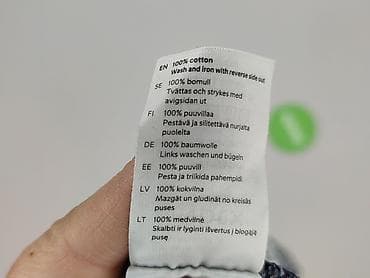 EN 100% cotton
Wash and iron with reverse side out
SE 100% bomull
Tvättas och strykes med
avigsidan ut
FI 100% puuvillaa
Pestävä ja silitettävä nurjalta
puolelta
DE 100% baumwolle
Links waschen und bügeln
EE 100% puuvill
Pesta ja triikida pahempidi
LV 100% kokvilna
Mazgāt un gludināt no kreisās
puses
LT 100% medvilnė
Skalbti ir lyginti išvertus į blogąją
pusę